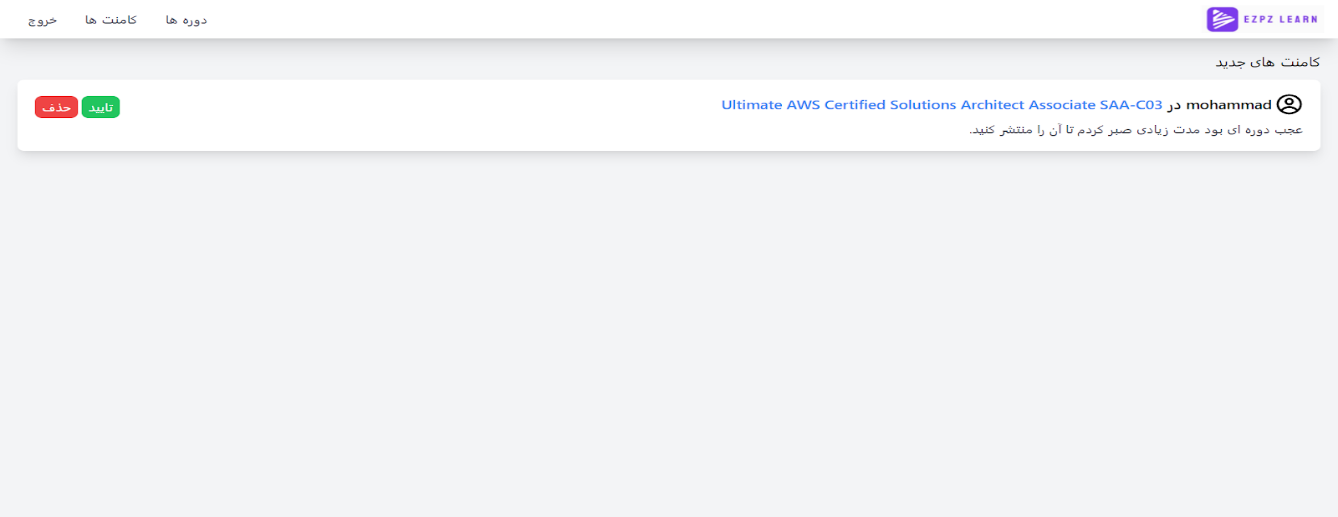 EZPZ LEARN
دوره ها
کامنت ها
خروج
کامنت های جدید
mohammad در Ultimate AWS Certified Solutions Architect Associate SAA-C03
تایید
حذف
عجب دوره ای بود مدت زیادی صبر کردم تا آن را منتشر کنید.